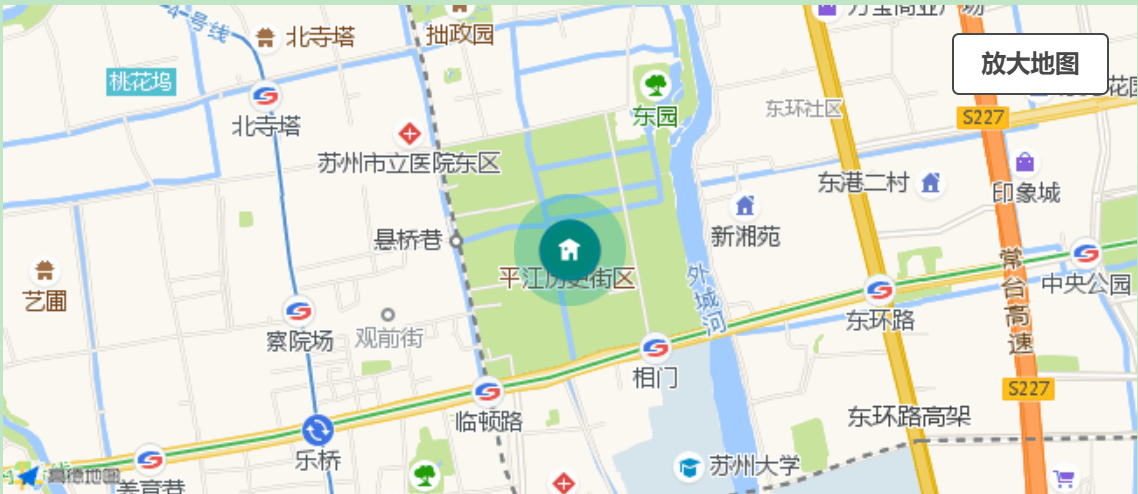 4号线
北寺塔
拙政园
放大地图
桃花坞
东园
东环社区
S227
北寺塔
苏州市立医院东区
东港二村
印象城
新湘苑
悬桥巷
平江历史街区
外城河
常台高速
中央公园
艺圃
察院场
观前街
东环路
相门
S227
临顿路
东环路高架
乐桥
苏州大学
高德地图
养育巷